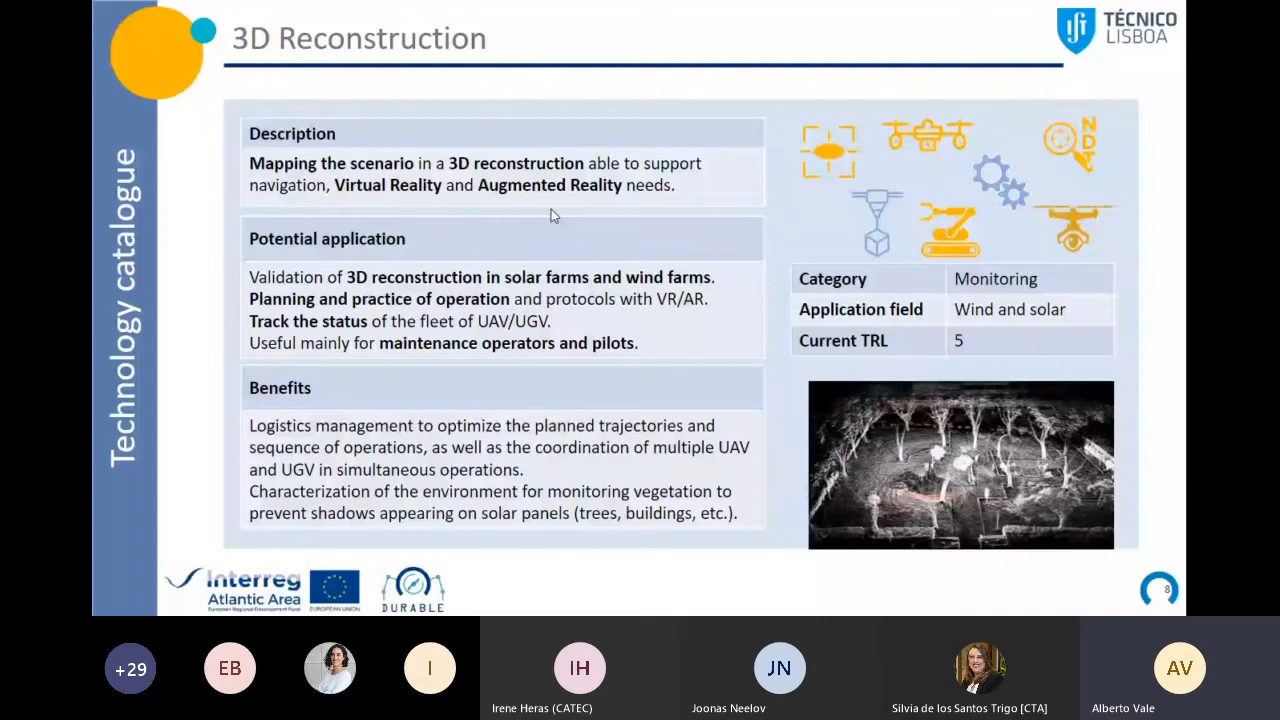 3D Reconstruction
TÉCNICO
LISBOA
Technology catalogue
Description
Mapping the scenario in a 3D reconstruction able to support
navigation, Virtual Reality and Augmented Reality needs.
Potential application
Validation of 3D reconstruction in solar farms and wind farms.
Planning and practice of operation and protocols with VR/AR.
Track the status of the fleet of UAV/UGV.
Useful mainly for maintenance operators and pilots.
Benefits
Logistics management to optimize the planned trajectories and
sequence of operations, as well as the coordination of multiple UAV
and UGV in simultaneous operations.
Characterization of the environment for monitoring vegetation to
prevent shadows appearing on solar panels (trees, buildings, etc.).
NDT
Category Monitoring
Application field Wind and solar
Current TRL 5
Interreg
Atlantic Area
European Regional Development Fund
EUROPEAN UNION
DURABLE
8
+29
EB
I
IH
JN
AV
Irene Heras (CATEC)
Joonas Neelov
Silvia de los Santos Trigo [CTA]
Alberto Vale